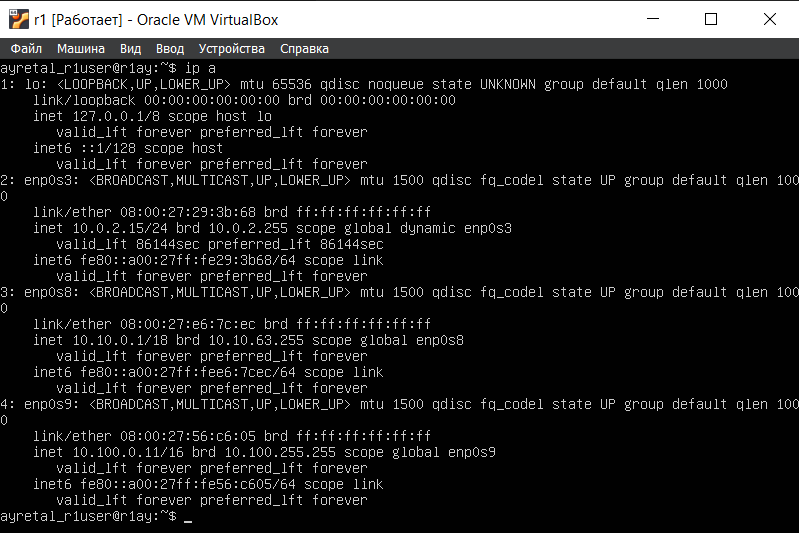 r1 [Работает] - Oracle VM VirtualBox
Файл Машина Вид Ввод Устройства Справка
ayretal_r1user@r1ay:~$ ip a
1: lo: <LOOPBACK,UP,LOWER_UP> mtu 65536 qdisc noqueue state UNKNOWN group default qlen 1000
    link/loopback 00:00:00:00:00:00 brd 00:00:00:00:00:00
    inet 127.0.0.1/8 scope host lo
       valid_lft forever preferred_lft forever
    inet6 ::1/128 scope host
       valid_lft forever preferred_lft forever
2: enp0s3: <BROADCAST,MULTICAST,UP,LOWER_UP> mtu 1500 qdisc fq_codel state UP group default qlen 100
0
    link/ether 08:00:27:29:3b:68 brd ff:ff:ff:ff:ff:ff
    inet 10.0.2.15/24 brd 10.0.2.255 scope global dynamic enp0s3
       valid_lft 86144sec preferred_lft 86144sec
    inet6 fe80::a00:27ff:fe29:3b68/64 scope link
       valid_lft forever preferred_lft forever
3: enp0s8: <BROADCAST,MULTICAST,UP,LOWER_UP> mtu 1500 qdisc fq_codel state UP group default qlen 100
0
    link/ether 08:00:27:e6:7c:ec brd ff:ff:ff:ff:ff:ff
    inet 10.10.0.1/18 brd 10.10.63.255 scope global enp0s8
       valid_lft forever preferred_lft forever
    inet6 fe80::a00:27ff:fee6:7cec/64 scope link
       valid_lft forever preferred_lft forever
4: enp0s9: <BROADCAST,MULTICAST,UP,LOWER_UP> mtu 1500 qdisc fq_codel state UP group default qlen 100
0
    link/ether 08:00:27:56:c6:05 brd ff:ff:ff:ff:ff:ff
    inet 10.100.0.11/16 brd 10.100.255.255 scope global enp0s9
       valid_lft forever preferred_lft forever
    inet6 fe80::a00:27ff:fe56:c605/64 scope link
       valid_lft forever preferred_lft forever
ayretal_r1user@r1ay:~$ _